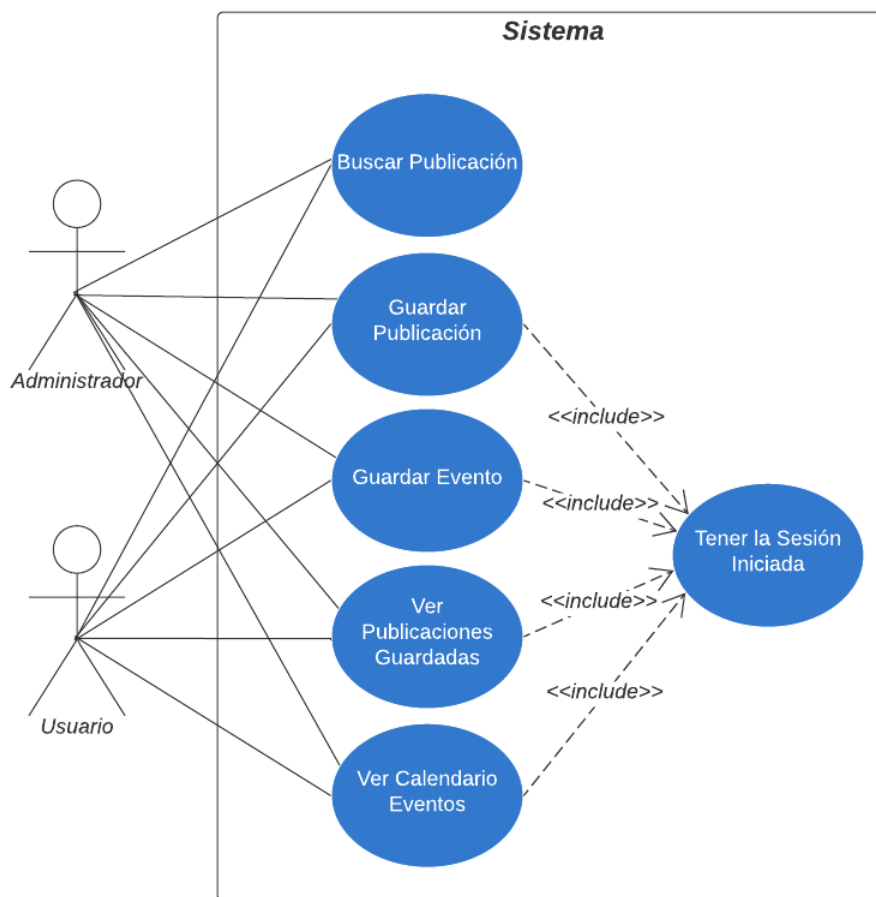 Sistema
Buscar Publicación
Guardar
Publicación
Administrador
<<include>>
Guardar Evento
<<include>>
Tener la Sesión
Iniciada
Ver
Publicaciones
Guardadas
<<include>>
<<include>>
Usuario
Ver Calendario
Eventos